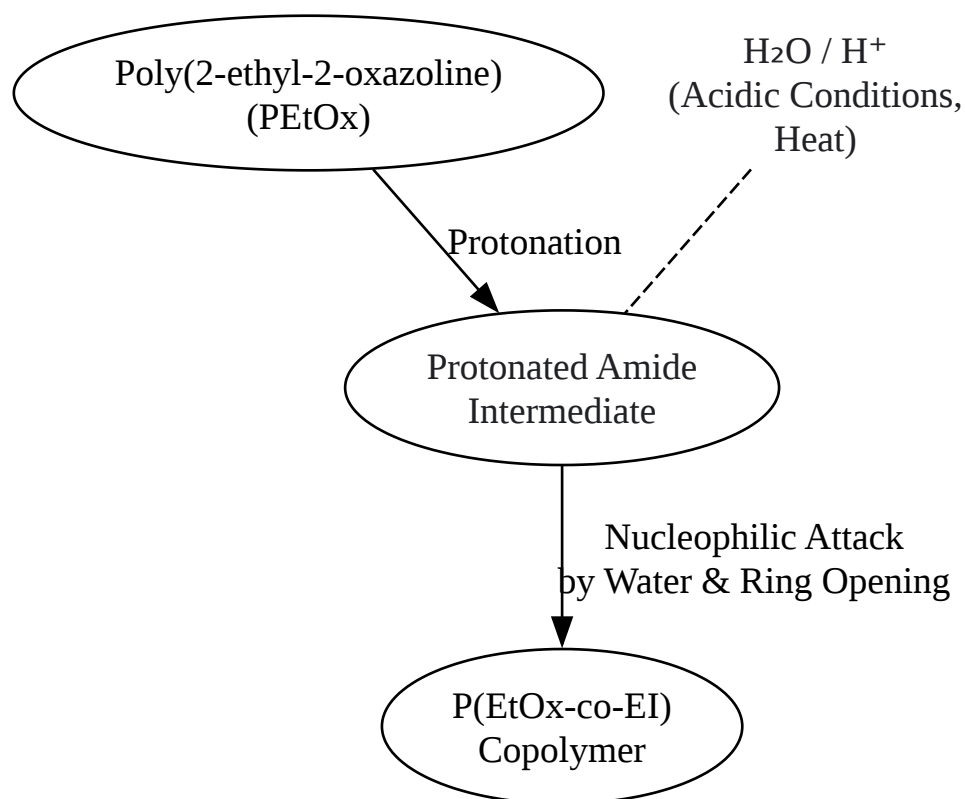 Poly(2-ethyl-2-oxazoline)
(PEtOx)
H₂O / H⁺
(Acidic Conditions,
Heat)
Protonation
Protonated Amide
Intermediate
Nucleophilic Attack
by Water & Ring Opening
P(EtOx-co-EI)
Copolymer